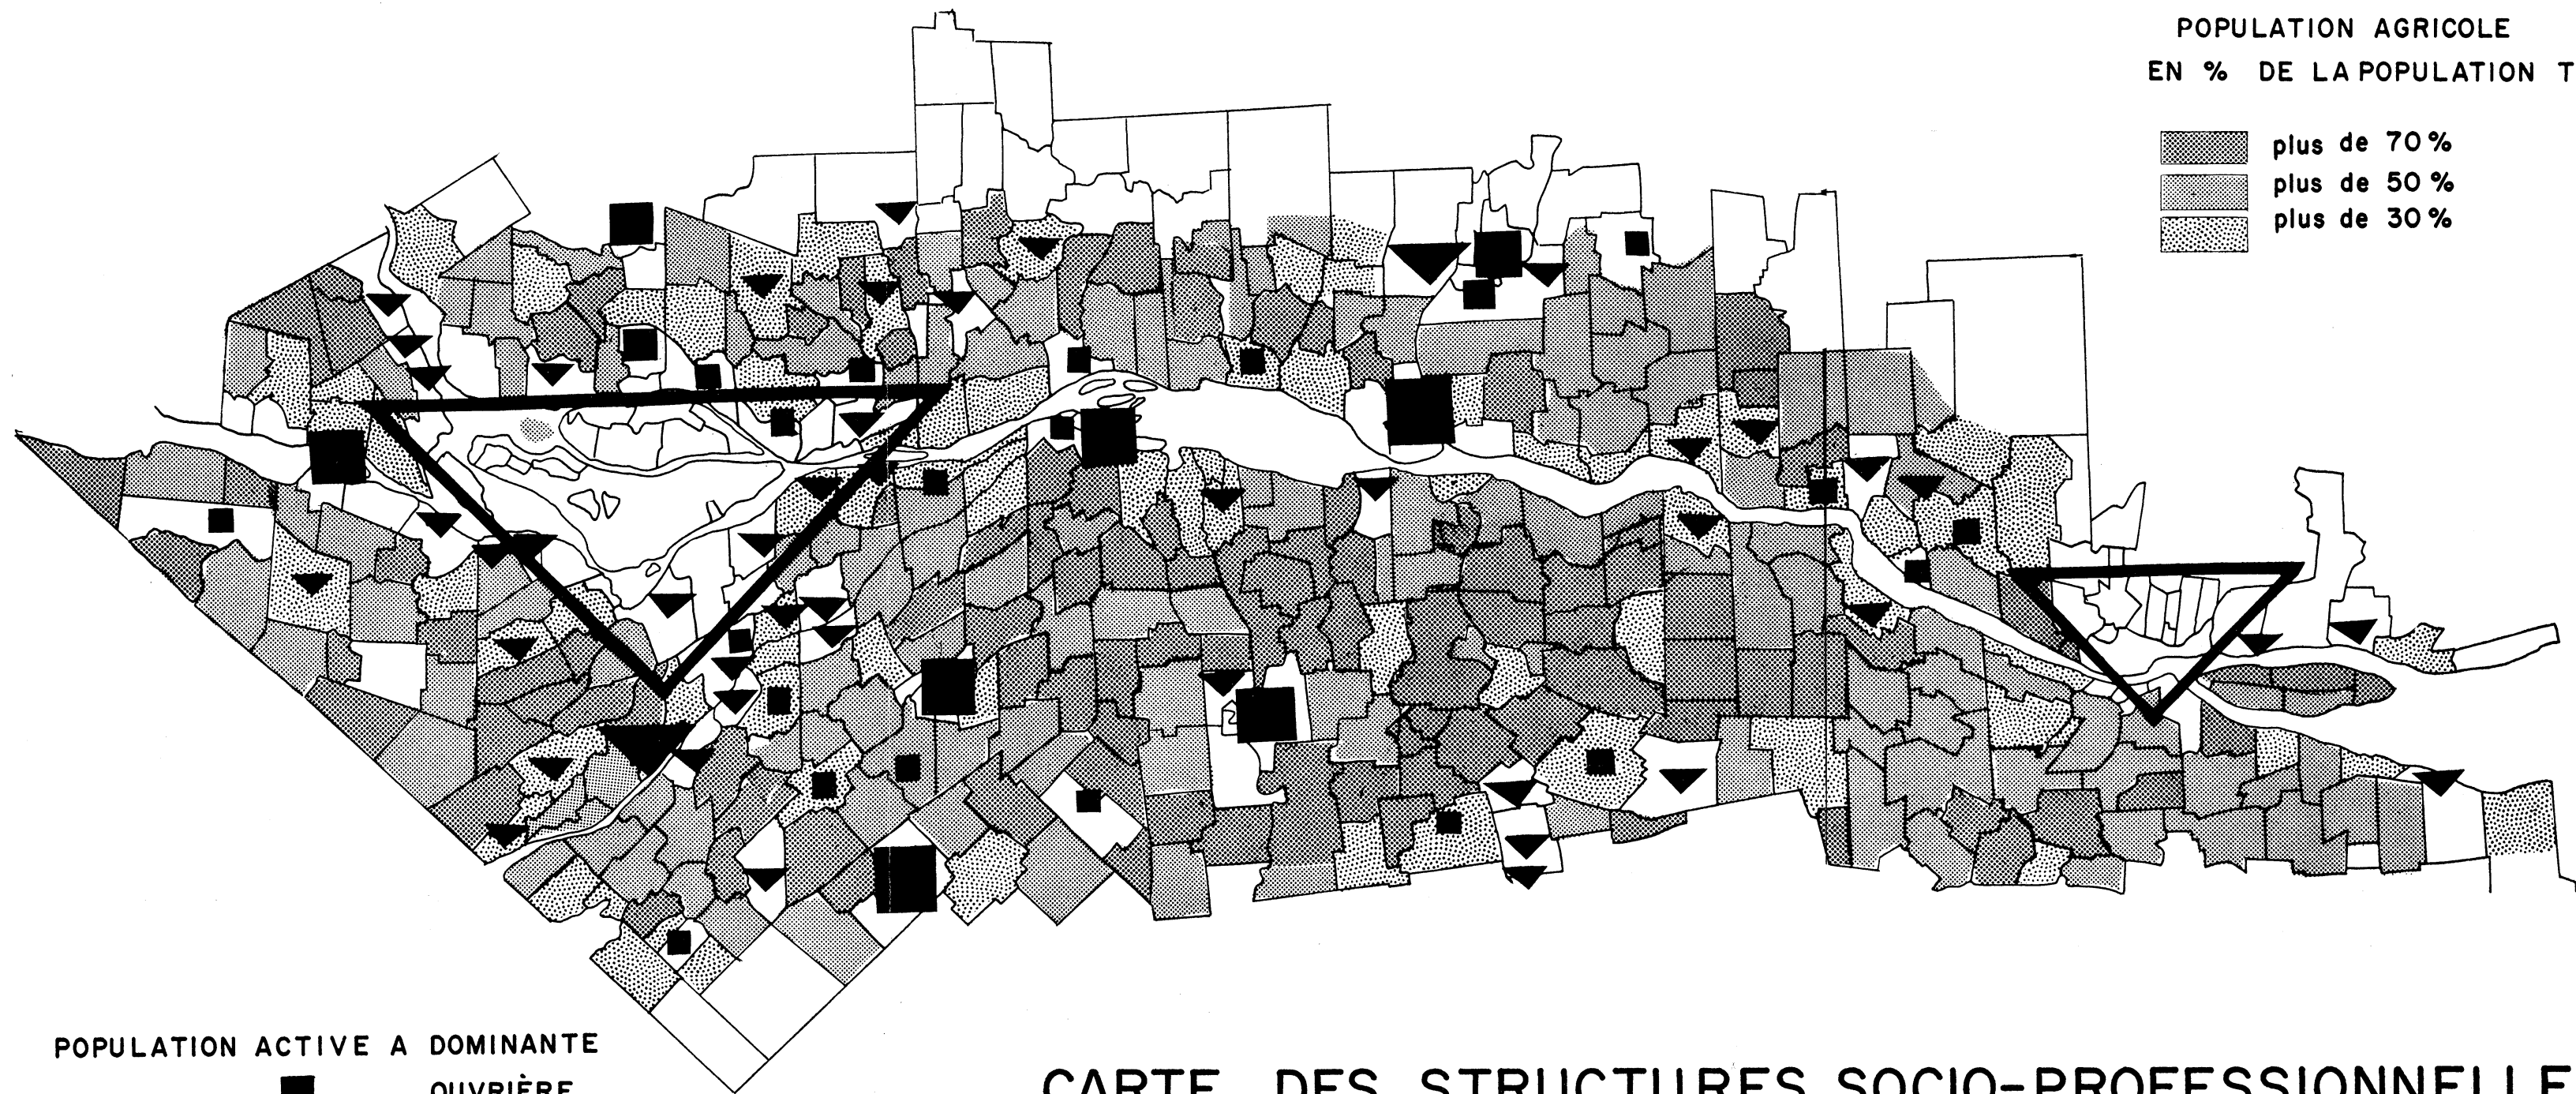 POPULATION AGRICOLE
EN % DE LA POPULATION T
plus de 70 %
plus de 50 %
plus de 30 %
POPULATION ACTIVE A DOMINANTE
OUVRIÈRE
CARTE DES STRUCTURES SOCIO-PROFESSIONNELLE